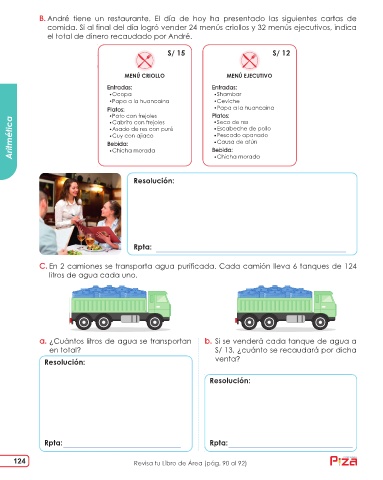 B. André tiene un restaurante. El día de hoy ha presentado las siguientes cartas de
comida. Si al final del día logró vender 24 menús criollos y 32 menús ejecutivos, indica
el total de dinero recaudado por André.
S/ 15
MENÚ CRIOLLO
Entradas:
•Ocopa
•Papa a la huancaína
Platos:
•Pato con frejoles
•Cabrito con frejoles
•Asado de res con puré
•Cuy con ajiaco
Bebida:
•Chicha morada
S/ 12
MENÚ EJECUTIVO
Entradas:
•Shambar
•Ceviche
•Papa a la huancaína
Platos:
•Seco de res
•Escabeche de pollo
•Pescado apanado
•Causa de atún
Bebida:
•Chicha morada
Aritmética
Resolución:
Rpta:
C. En 2 camiones se transporta agua purificada. Cada camión lleva 6 tanques de 124
litros de agua cada uno.
a. ¿Cuántos litros de agua se transportan
en total?
Resolución:
Rpta:
b. Si se venderá cada tanque de agua a
S/ 13, ¿cuánto se recaudará por dicha
venta?
Resolución:
Rpta:
124
Revisa tu Libro de Área (pág. 90 al 92)